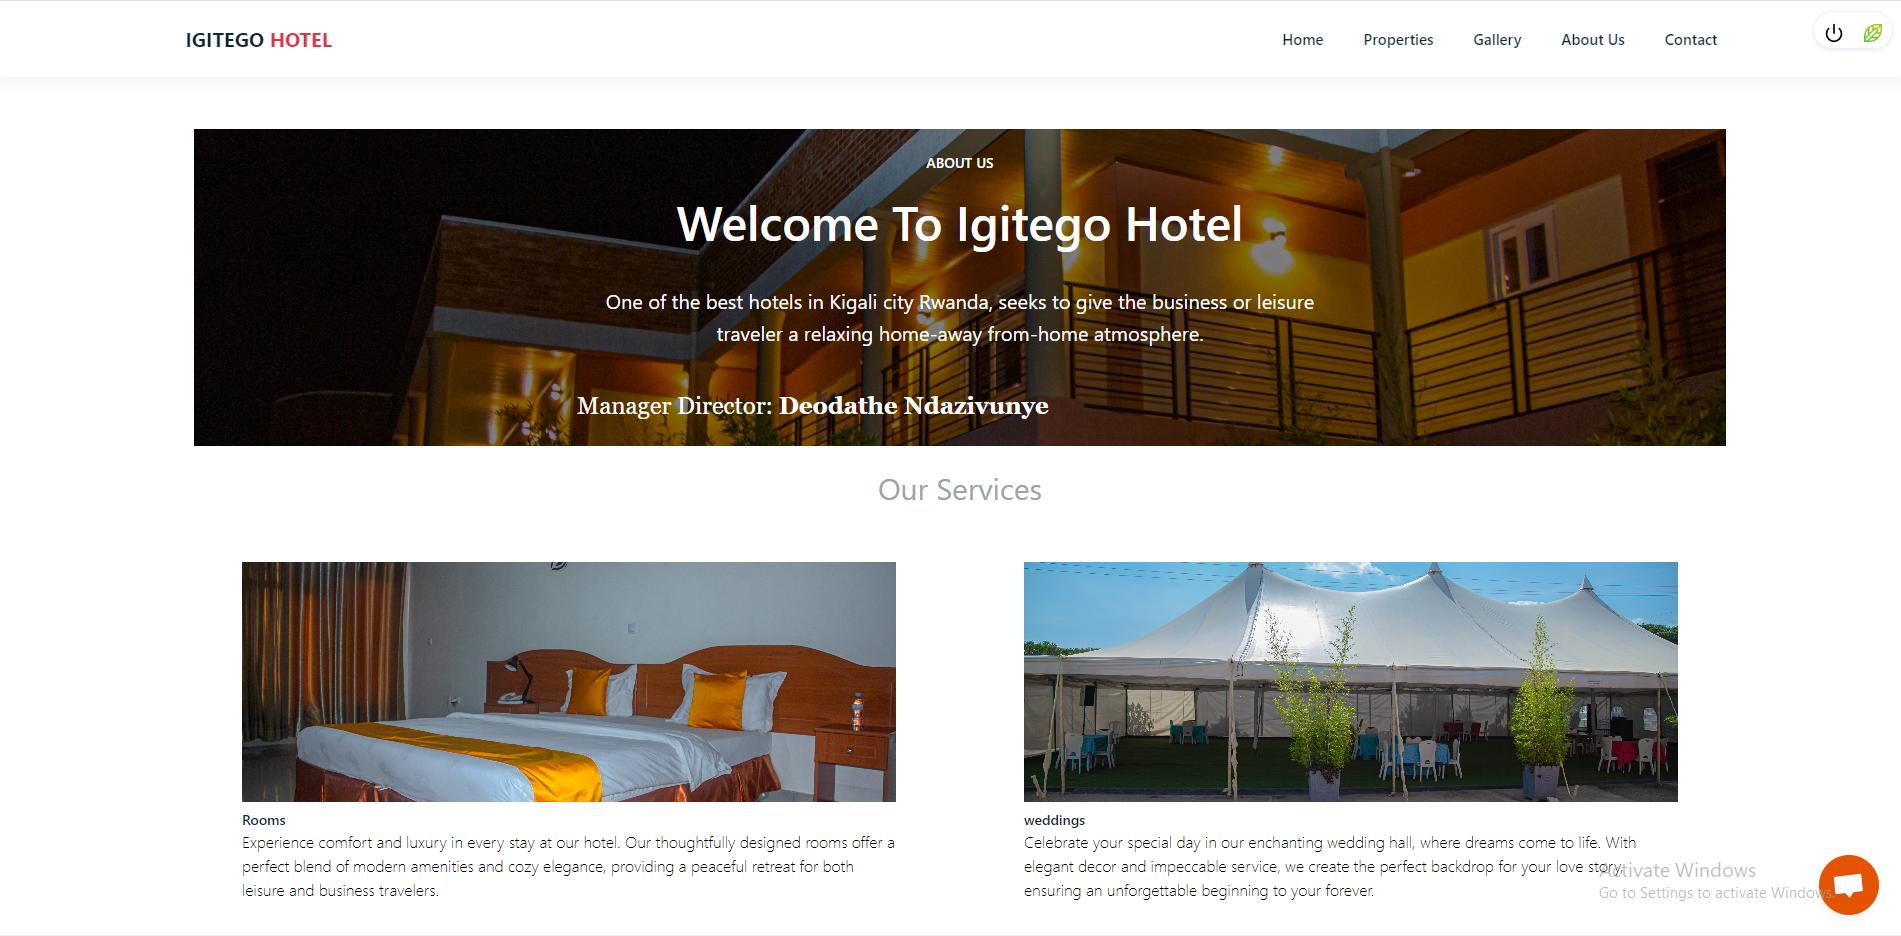 IGITEGO HOTEL
Home Properties Gallery About Us Contact
ABOUT US
Welcome To Igitego Hotel
One of the best hotels in Kigali city Rwanda, seeks to give the business or leisure
traveler a relaxing home-away from-home atmosphere.
Manager Director: Deodathe Ndazivunye
Our Services
Rooms
Experience comfort and luxury in every stay at our hotel. Our thoughtfully designed rooms offer a
perfect blend of modern amenities and cozy elegance, providing a peaceful retreat for both
leisure and business travelers.
weddings
Celebrate your special day in our enchanting wedding hall, where dreams come to life. With
elegant decor and impeccable service, we create the perfect backdrop for your love story,
ensuring an unforgettable beginning to your forever.
Activate Windows
Go to Settings to activate Windows.